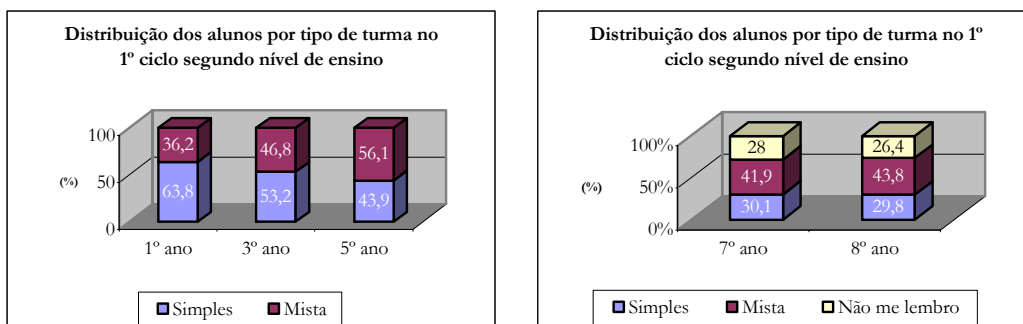 Distribuição dos alunos por tipo de turma no
1º ciclo segundo nível de ensino
100
50
0
(%)
36,2
46,8
56,1
63,8
53,2
43,9
1º ano
3º ano
5º ano
Simples
Mista
Distribuição dos alunos por tipo de turma no 1º
ciclo segundo nível de ensino
100%
50%
0%
(%)
28
26,4
41,9
43,8
30,1
29,8
7º ano
8º ano
Simples
Mista
Não me lembro